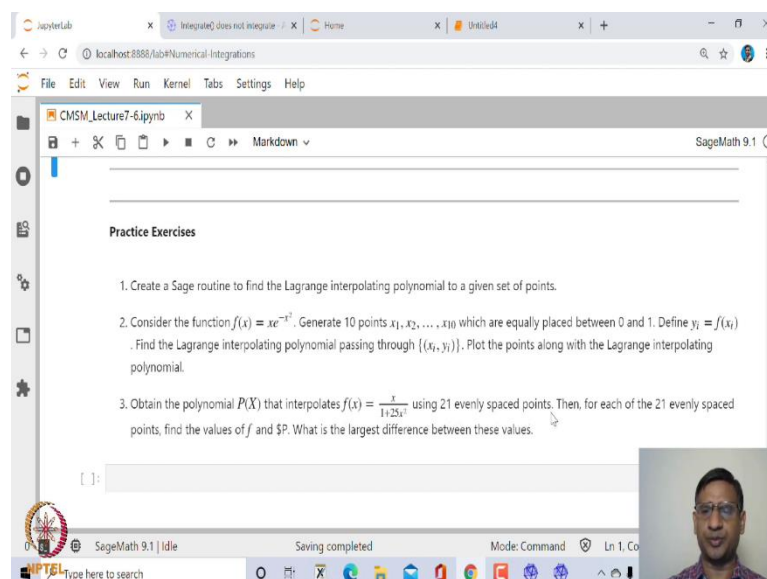 JupyterLab Integrate() does not integrate - A Home Untitled4
localhost:8888/lab#Numerical-Integrations
File Edit View Run Kernel Tabs Settings Help
CMSM_Lecture7-6.ipynb
Markdown SageMath 9.1
Practice Exercises
1. Create a Sage routine to find the Lagrange interpolating polynomial to a given set of points.
2. Consider the function f(x) = xe^{-x^2}. Generate 10 points x_1, x_2, ... , x_{10} which are equally placed between 0 and 1. Define y_i = f(x_i)
. Find the Lagrange interpolating polynomial passing through {(x_i, y_i)}. Plot the points along with the Lagrange interpolating
polynomial.
3. Obtain the polynomial P(X) that interpolates f(x) = \frac{x}{1+25x^2} using 21 evenly spaced points. Then, for each of the 21 evenly spaced
points, find the values of f and $P. What is the largest difference between these values.
[ ]:
SageMath 9.1 | Idle Saving completed Mode: Command Ln 1, Co
NPTEL Type here to search